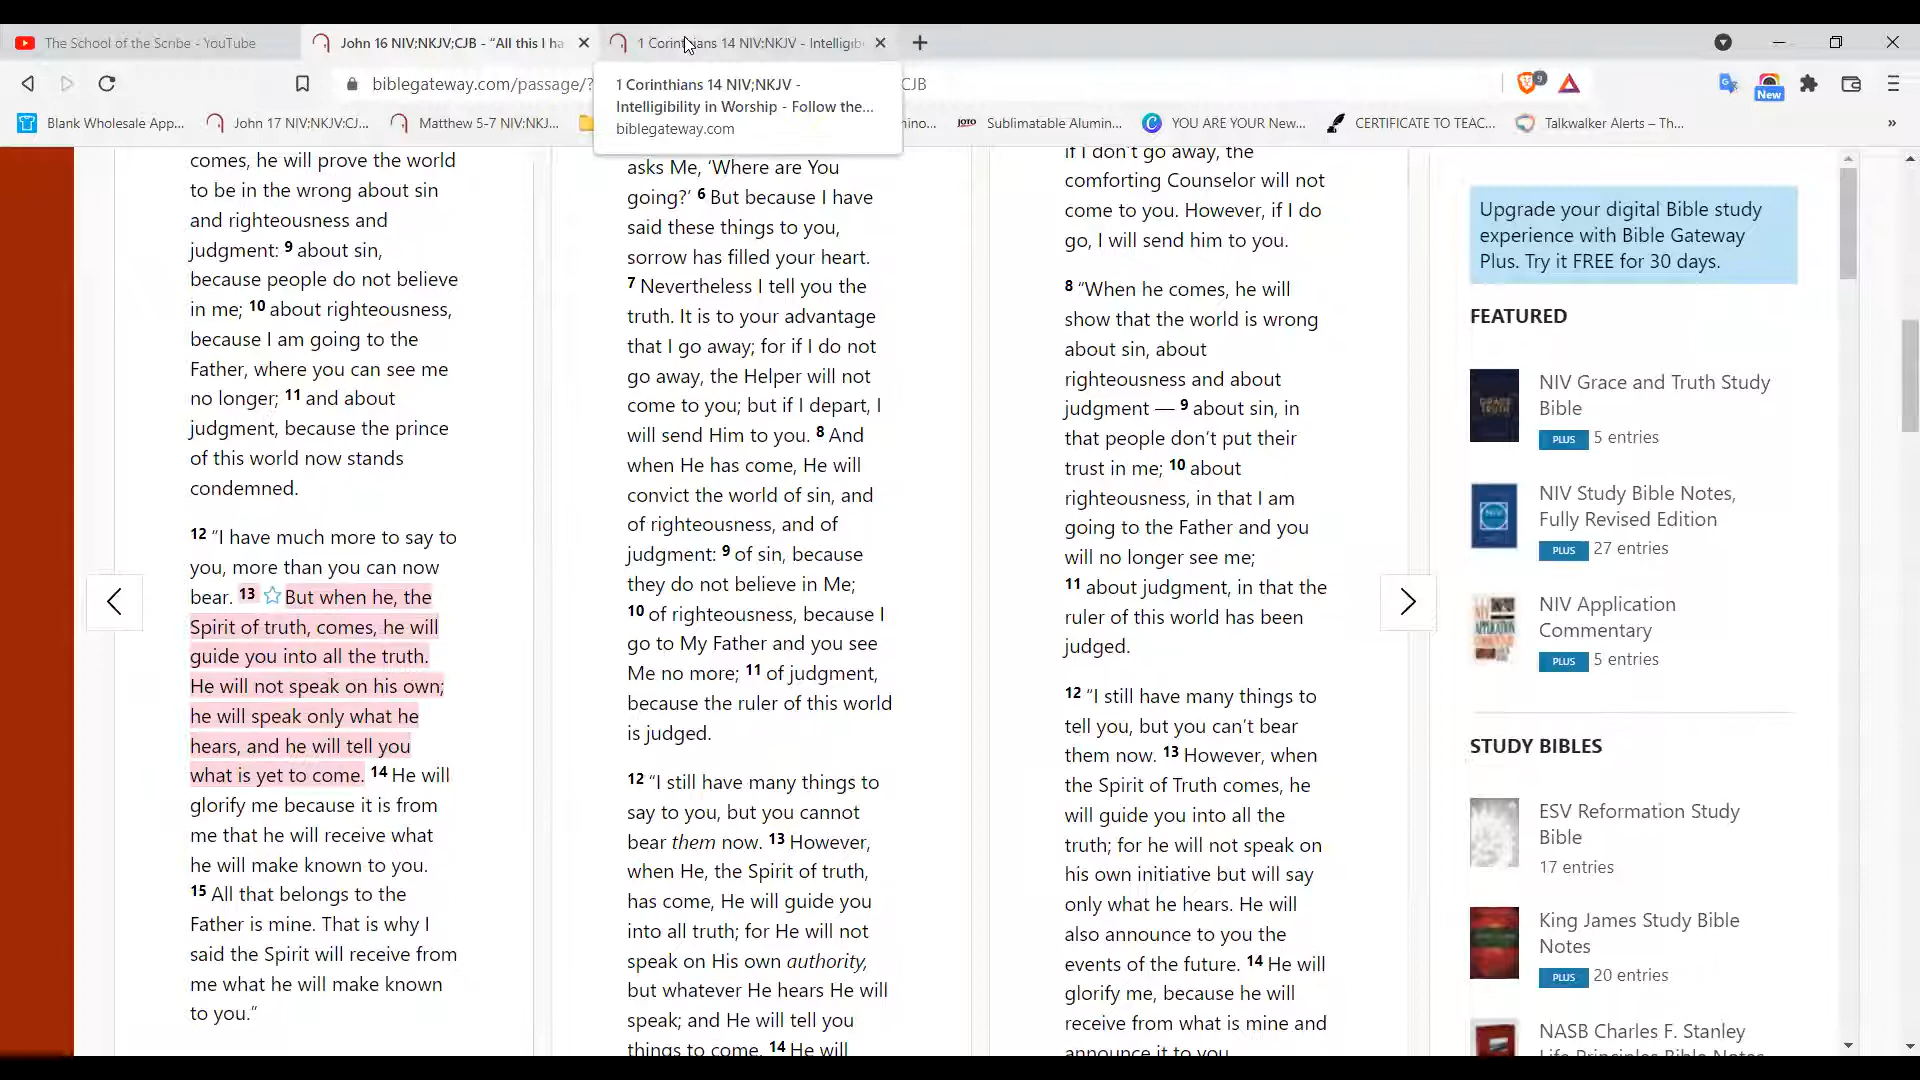 The School of the Scribe - YouTube
John 16 NIV;NKJV;CJB - “All this I ha
1 Corinthians 14 NIV;NKJV - Intelligib
biblegateway.com/passage/?
CJB
9
New
1 Corinthians 14 NIV;NKJV -
Intelligibility in Worship - Follow the...
biblegateway.com
Blank Wholesale App...
John 17 NIV;NKJV;CJ...
Matthew 5-7 NIV;NKJ...
JOTO
Sublimatable Alumin...
YOU ARE YOUR New...
CERTIFICATE TO TEAC...
Talkwalker Alerts – Th...
»
comes, he will prove the world
to be in the wrong about sin
and righteousness and
judgment: 9 about sin,
because people do not believe
in me; 10 about righteousness,
because I am going to the
Father, where you can see me
no longer; 11 and about
judgment, because the prince
of this world now stands
condemned.
12 “I have much more to say to
you, more than you can now
bear. 13 But when he, the
Spirit of truth, comes, he will
guide you into all the truth.
He will not speak on his own;
he will speak only what he
hears, and he will tell you
what is yet to come. 14 He will
glorify me because it is from
me that he will receive what
he will make known to you.
15 All that belongs to the
Father is mine. That is why I
said the Spirit will receive from
me what he will make known
to you.”
asks Me, ‘Where are You
going?’ 6 But because I have
said these things to you,
sorrow has filled your heart.
7 Nevertheless I tell you the
truth. It is to your advantage
that I go away; for if I do not
go away, the Helper will not
come to you; but if I depart, I
will send Him to you. 8 And
when He has come, He will
convict the world of sin, and
of righteousness, and of
judgment: 9 of sin, because
they do not believe in Me;
10 of righteousness, because I
go to My Father and you see
Me no more; 11 of judgment,
because the ruler of this world
is judged.
12 “I still have many things to
say to you, but you cannot
bear them now. 13 However,
when He, the Spirit of truth,
has come, He will guide you
into all truth; for He will not
speak on His own authority,
but whatever He hears He will
speak; and He will tell you
things to come. 14 He will
if I don’t go away, the
comforting Counselor will not
come to you. However, if I do
go, I will send him to you.
8 “When he comes, he will
show that the world is wrong
about sin, about
righteousness and about
judgment — 9 about sin, in
that people don’t put their
trust in me; 10 about
righteousness, in that I am
going to the Father and you
will no longer see me;
11 about judgment, in that the
ruler of this world has been
judged.
12 “I still have many things to
tell you, but you can’t bear
them now. 13 However, when
the Spirit of Truth comes, he
will guide you into all the
truth; for he will not speak on
his own initiative but will say
only what he hears. He will
also announce to you the
events of the future. 14 He will
glorify me, because he will
receive from what is mine and
announce it to you.
Upgrade your digital Bible study
experience with Bible Gateway
Plus. Try it FREE for 30 days.
FEATURED
NIV Grace and Truth Study
Bible
PLUS 5 entries
NIV Study Bible Notes,
Fully Revised Edition
PLUS 27 entries
NIV Application
Commentary
PLUS 5 entries
STUDY BIBLES
ESV Reformation Study
Bible
17 entries
King James Study Bible
Notes
PLUS 20 entries
NASB Charles F. Stanley
Life Principles Bible Notes